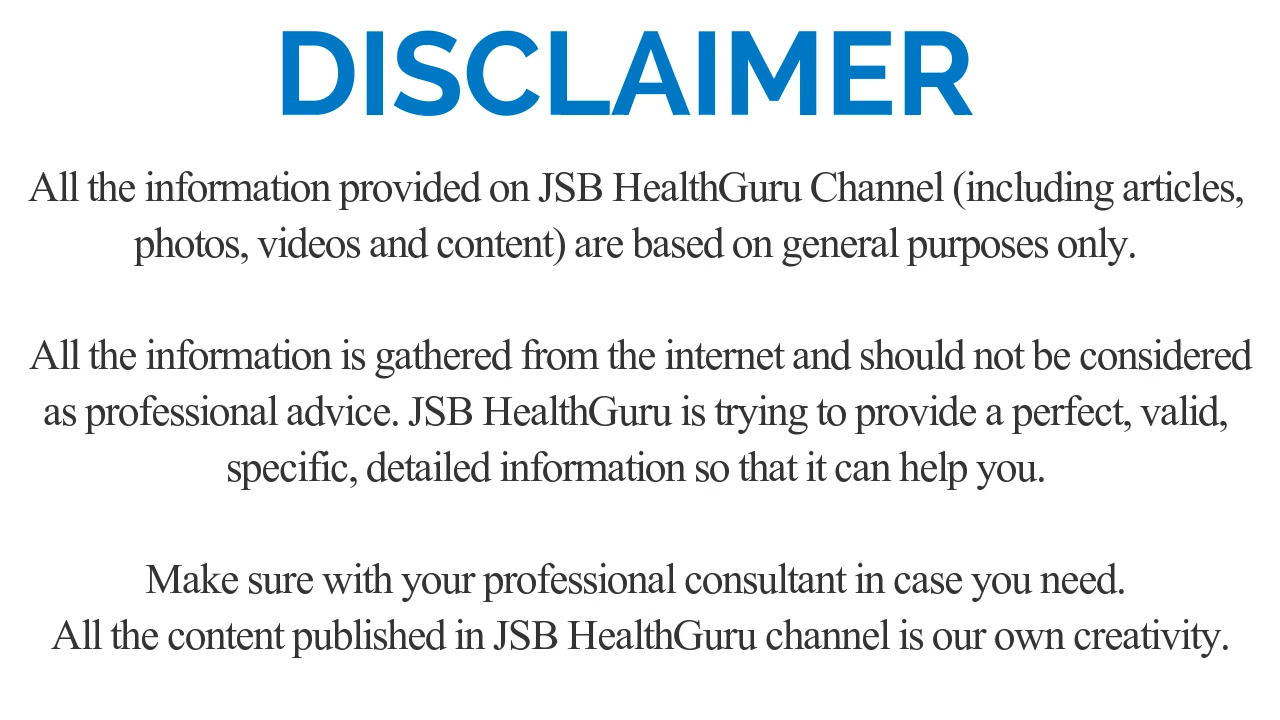 DISCLAIMER
All the information provided on JSB HealthGuru Channel (including articles,
photos, videos and content) are based on general purposes only.
All the information is gathered from the internet and should not be considered
as professional advice. JSB HealthGuru is trying to provide a perfect, valid,
specific, detailed information so that it can help you.
Make sure with your professional consultant in case you need.
All the content published in JSB HealthGuru channel is our own creativity.